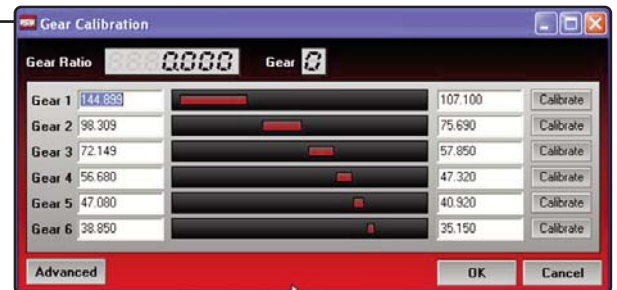 Gear Calibration
Gear Ratio 0.000 Gear 0
Gear 1 144.899 107.100 Calibrate
Gear 2 98.309 75.690 Calibrate
Gear 3 72.149 57.850 Calibrate
Gear 4 56.680 47.320 Calibrate
Gear 5 47.080 40.920 Calibrate
Gear 6 38.850 35.150 Calibrate
Advanced OK Cancel